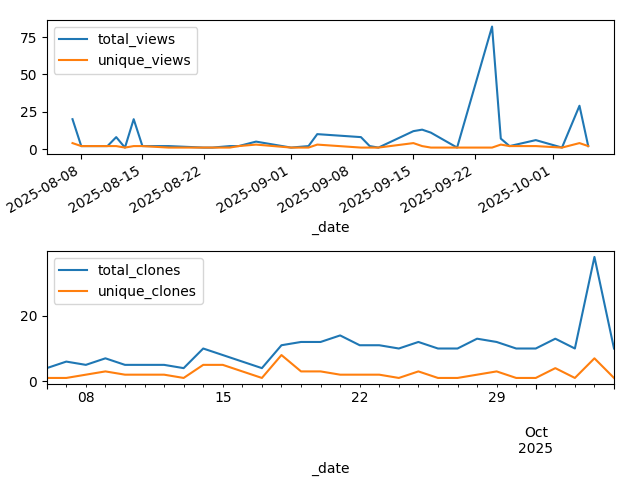 75
50
25
0
total_views
unique_views
2025-08-08
2025-08-15
2025-08-22
2025-09-01
2025-09-08
2025-09-15
2025-09-22
2025-10-01
_date
20
0
total_clones
unique_clones
08
15
22
29
Oct
2025
_date